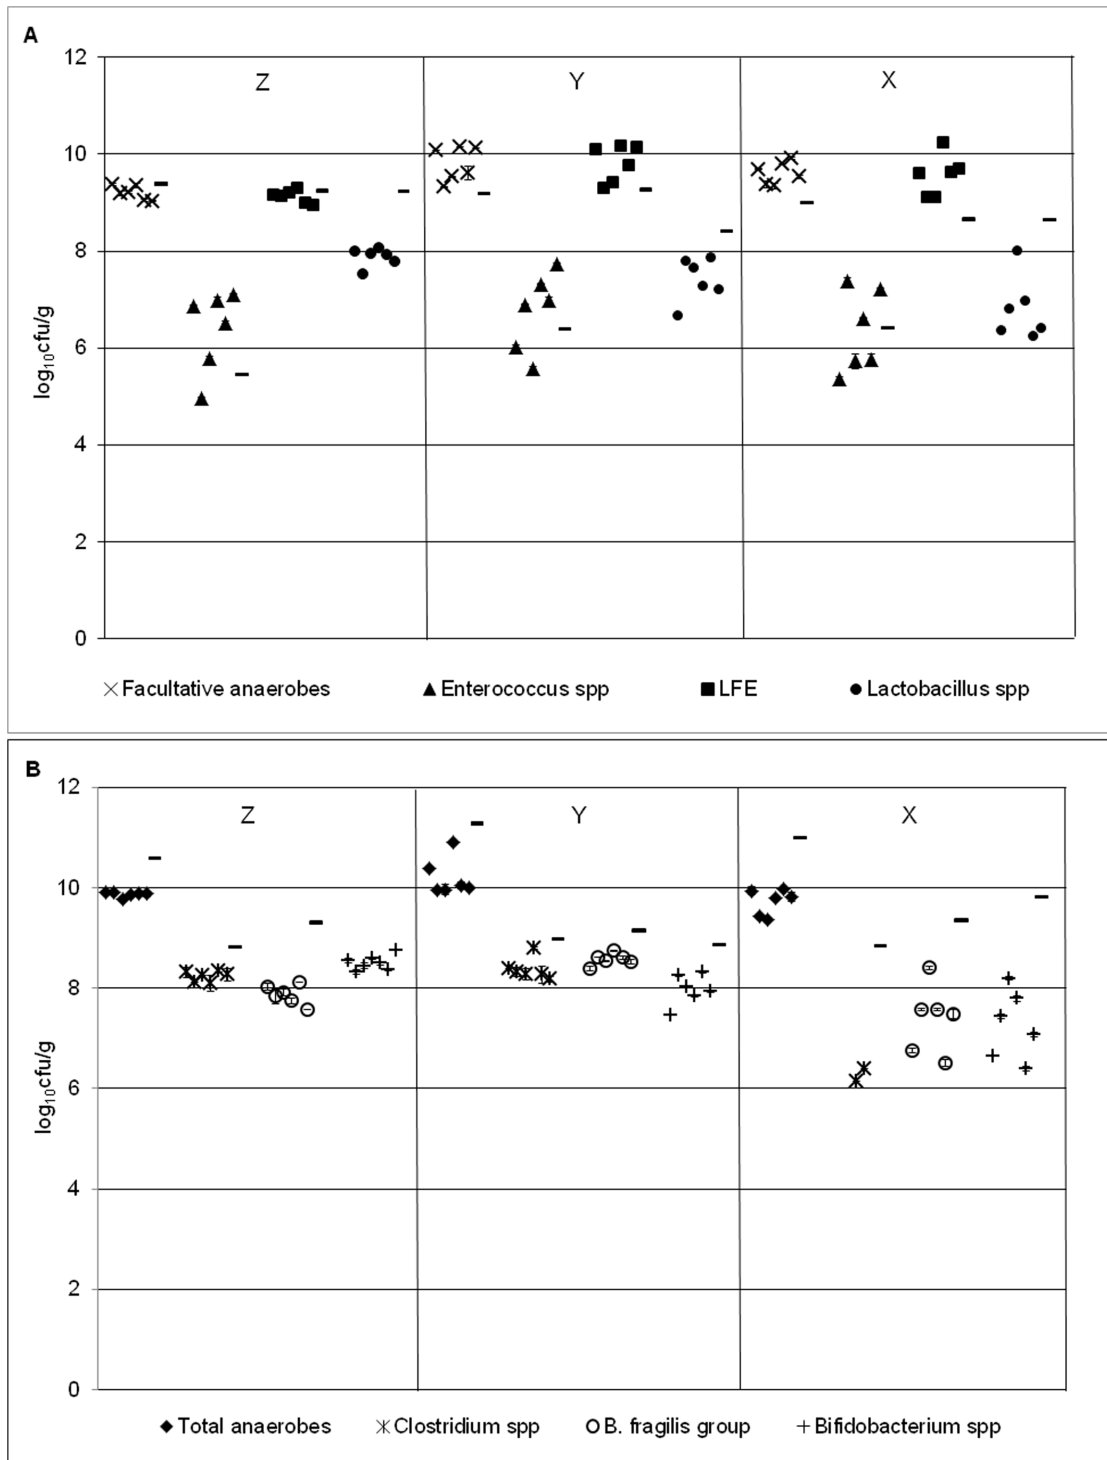 A
12
Z
Y
X
10
8
6
4
2
0
log10cfu/g
Facultative anaerobes
Enterococcus spp
LFE
Lactobacillus spp
B
12
Z
Y
X
10
8
6
4
2
0
log10cfu/g
Total anaerobes
Clostridium spp
B. fragilis group
Bifidobacterium spp